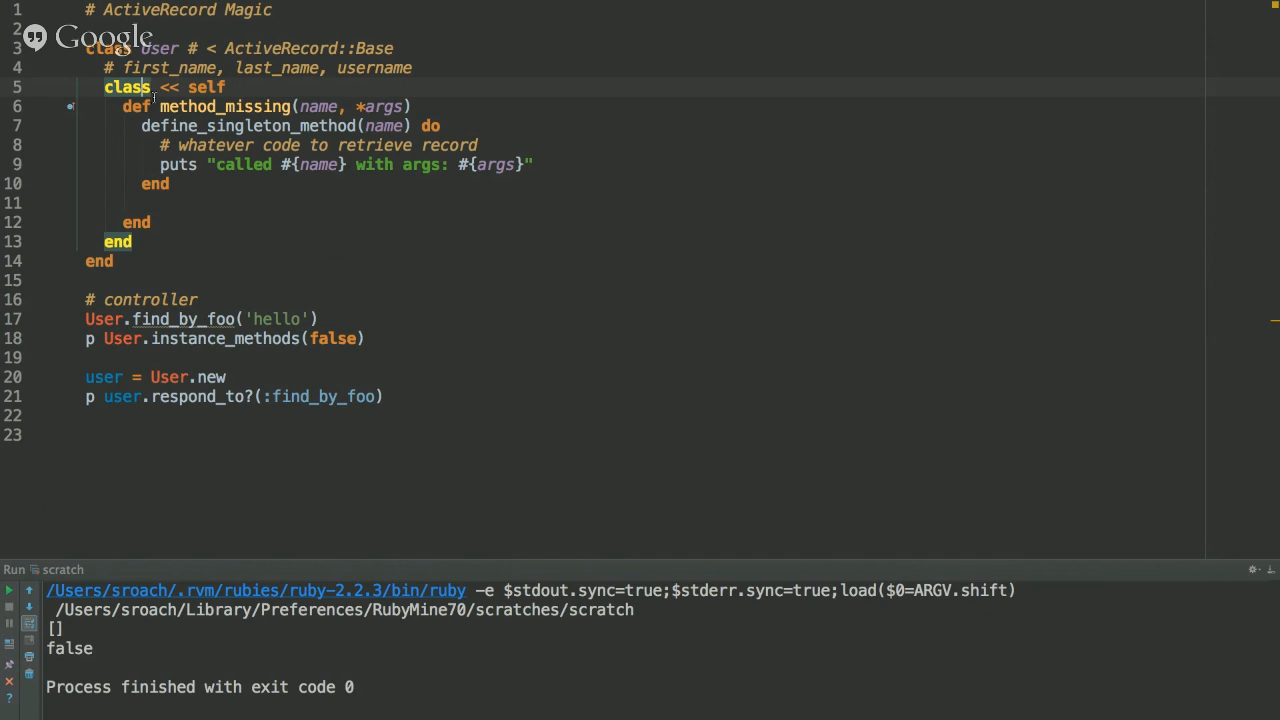 1 # ActiveRecord Magic
Google
2
3 class User # < ActiveRecord::Base
4 # first_name, last_name, username
5 class << self
6 def method_missing(name, *args)
7 define_singleton_method(name) do
8 # whatever code to retrieve record
9 puts "called #{name} with args: #{args}"
10 end
11
12 end
13 end
14 end
15
16 # controller
17 User.find_by_foo('hello')
18 p User.instance_methods(false)
19
20 user = User.new
21 p user.respond_to?(:find_by_foo)
22
23
Run scratch
/Users/sroach/.rvm/rubies/ruby-2.2.3/bin/ruby -e $stdout.sync=true;$stderr.sync=true;load($0=ARGV.shift)
/Users/sroach/Library/Preferences/RubyMine70/scratches/scratch
[]
false
Process finished with exit code 0